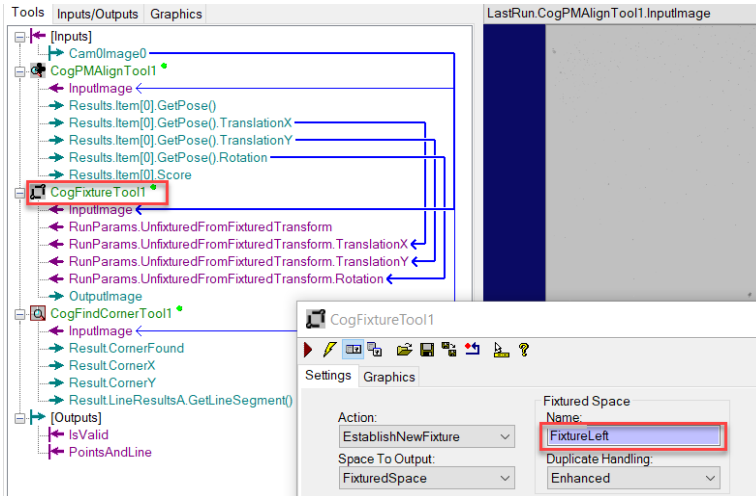 Tools Inputs/Outputs Graphics
LastRun.CogPMAlignTool1.InputImage
[Inputs]
Cam0Image0
CogPMAlignTool1
InputImage
Results.Item[0].GetPose()
Results.Item[0].GetPose().TranslationX
Results.Item[0].GetPose().TranslationY
Results.Item[0].GetPose().Rotation
Results.Item[0].Score
CogFixtureTool1
InputImage
RunParams.UnfixturedFromFixturedTransform
RunParams.UnfixturedFromFixturedTransform.TranslationX
RunParams.UnfixturedFromFixturedTransform.TranslationY
RunParams.UnfixturedFromFixturedTransform.Rotation
OutputImage
CogFindCornerTool1
InputImage
Result.CornerFound
Result.CornerX
Result.CornerY
Result.LineResultsA.GetLineSegment()
[Outputs]
IsValid
PointsAndLine
CogFixtureTool1
Settings Graphics
Action:
EstablishNewFixture
Space To Output:
FixturedSpace
Fixtured Space
Name:
FixtureLeft
Duplicate Handling:
Enhanced